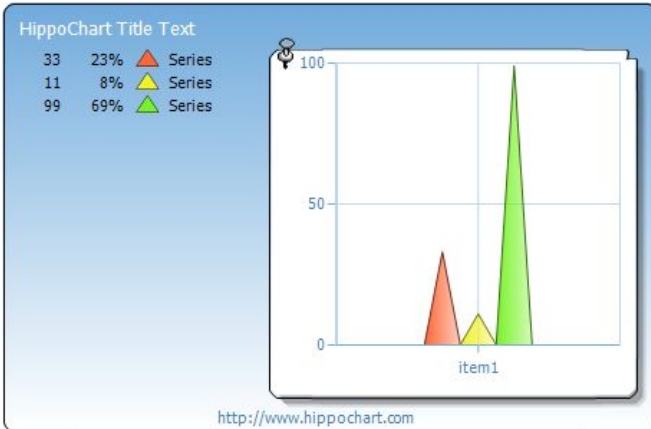 HippoChart Title Text
33 23% Series
11 8% Series
99 69% Series
100
50
0
item1
http://www.hippochart.com